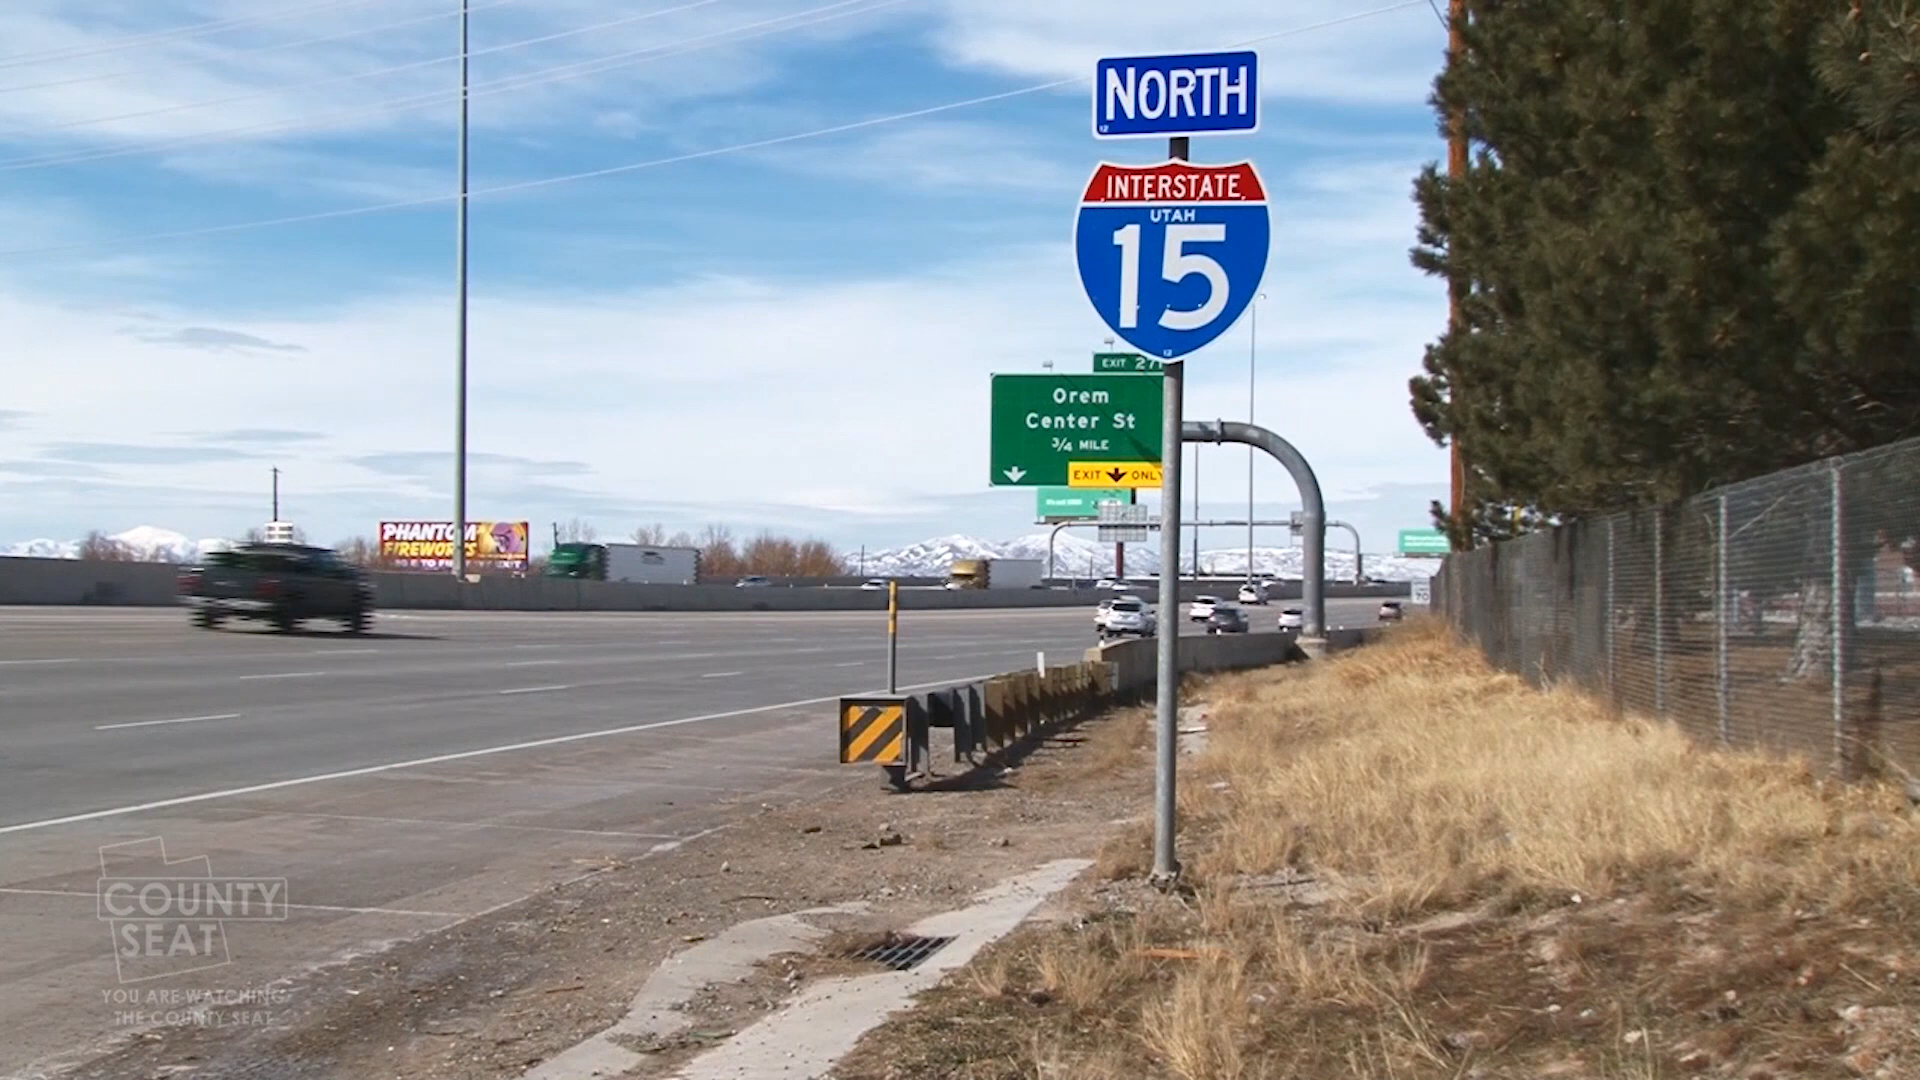 NORTH
INTERSTATE
UTAH
15
EXIT 271
Orem
Center St
3/4 MILE
EXIT ONLY
PHANTOM
FIREWORKS
70
COUNTY
SEAT
YOU ARE WATCHING
THE COUNTY SEAT